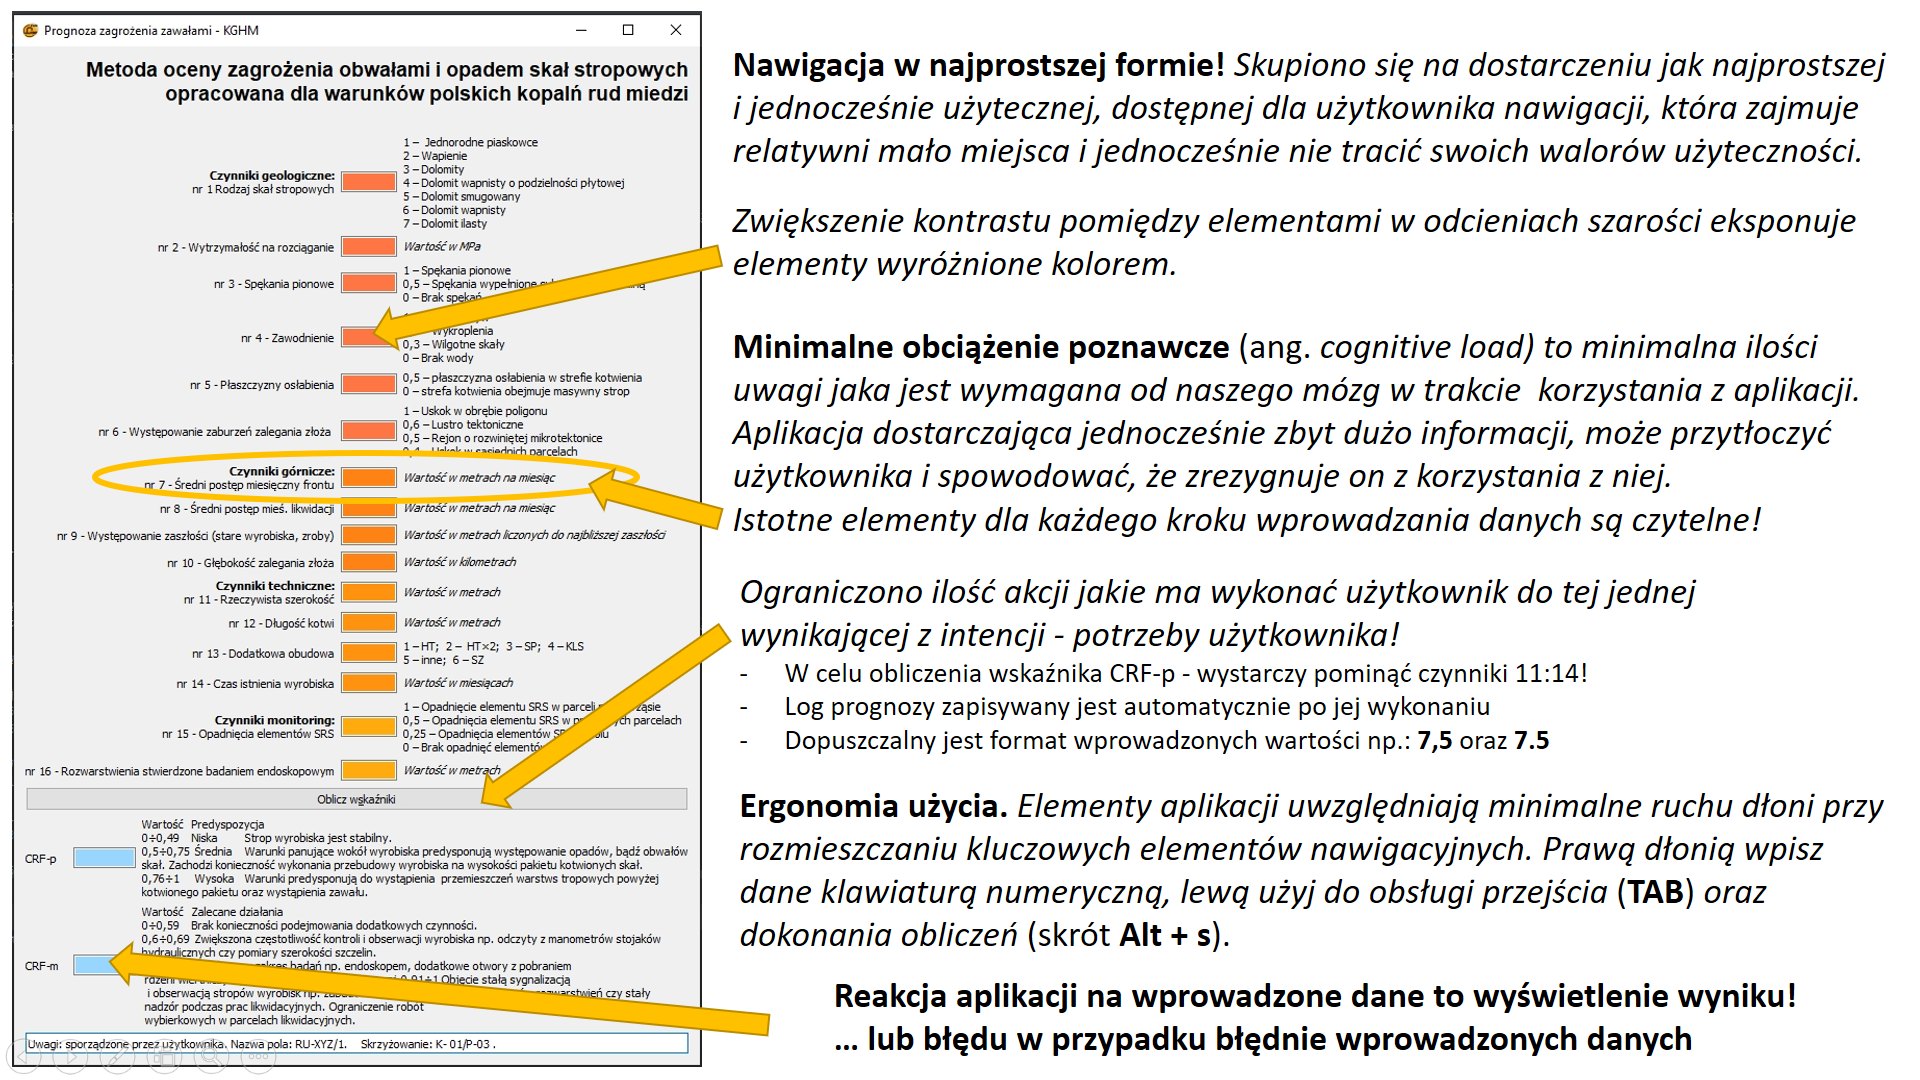 Prognoza zagrożenia zawałami - KGHM
Metoda oceny zagrożenia obwałami i opadem skał stropowych
opracowana dla warunków polskich kopalń rud miedzi
Czynniki geologiczne:
nr 1 Rodzaj skał stropowych
1 – Jednorodne piaskowce
2 – Wapienie
3 – Dolomity
4 – Dolomit wapnisty o podzielności płytowej
5 – Dolomit smugowany
6 – Dolomit wapnisty
7 – Dolomit ilasty
nr 2 - Wytrzymałość na rozciąganie
Wartość w MPa
nr 3 - Spękania pionowe
1 – Spękania pionowe
0,5 – Spękania wypełnione
0 – Brak spękań
nr 4 - Zawodnienie
Wykroplenia
0,3 – Wilgotne skały
0 – Brak wody
nr 5 - Płaszczyzny osłabienia
0,5 – płaszczyzna osłabienia w strefie kotwienia
0 – strefa kotwienia obejmuje masywny strop
nr 6 - Występowanie zaburzeń zalegania złoża
1 – Uskok w obrębie poligonu
0,6 – Lustro tektoniczne
0,5 – Rejon o rozwiniętej mikrotektonice
Uskok w sąsiednich parcelach
Czynniki górnicze:
nr 7 - Średni postęp miesięczny frontu
Wartość w metrach na miesiąc
nr 8 - Średni postęp mieś. likwidacji
Wartość w metrach na miesiąc
nr 9 - Występowanie zaszłości (stare wyrobiska, zroby)
Wartość w metrach liczonych do najbliższej zaszłości
nr 10 - Głębokość zalegania złoża
Wartość w kilometrach
Czynniki techniczne:
nr 11 - Rzeczywista szerokość
Wartość w metrach
nr 12 - Długość kotwi
Wartość w metrach
nr 13 - Dodatkowa obudowa
1 – HT; 2 – HT×2; 3 – SP; 4 – KLS
5 – inne; 6 – SZ
nr 14 - Czas istnienia wyrobiska
Wartość w miesiącach
Czynniki monitoring:
nr 15 - Opadnięcia elementów SRS
1 – Opadnięcie elementu SRS w parceli
0,5 – Opadnięcia elementu SRS w parcelach
0,25 – Opadnięcia elementów
0 – Brak opadnięć elementów
nr 16 - Rozwarstwienia stwierdzone badaniem endoskopowym
Wartość w metrach
Oblicz wskaźniki
CRF-p
Wartość Predyspozycja
0÷0,49 Niska Strop wyrobiska jest stabilny.
0,5÷0,75 Średnia Warunki panujące wokół wyrobiska predysponują występowanie opadów, bądź obwałów
skał. Zachodzi konieczność wykonania przebudowy wyrobiska na wysokości pakietu kotwionych skał.
0,76÷1 Wysoka Warunki predysponują do wystąpienia przemieszczeń warstws tropowych powyżej
kotwionego pakietu oraz wystąpienia zawału.
CRF-m
Wartość Zalecane działania
0÷0,59 Brak konieczności podejmowania dodatkowych czynności.
0,6÷0,69 Zwiększona częstotliwość kontroli i obserwacji wyrobiska np. odczyty z manometrów stojaków
hydraulicznych czy pomiary szerokości szczelin.
badań np. endoskopem, dodatkowe otwory z pobraniem
0,91÷1 Objęcie stałą sygnalizacją
i obserwacją stropów wyrobisk np. rozwarstwień czy stały
nadzór podczas prac likwidacyjnych. Ograniczenie robót
wybierkowych w parcelach likwidacyjnych.
Uwagi: sporządzone przez użytkownika. Nazwa pola: RU-XYZ/1. Skrzyżowanie: K- 01/P-03 .
Nawigacja w najprostszej formie! Skupiono się na dostarczeniu jak najprostszej
i jednocześnie użytecznej, dostępnej dla użytkownika nawigacji, która zajmuje
relatywni mało miejsca i jednocześnie nie tracić swoich walorów użyteczności.
Zwiększenie kontrastu pomiędzy elementami w odcieniach szarości eksponuje
elementy wyróżnione kolorem.
Minimalne obciążenie poznawcze (ang. cognitive load) to minimalna ilości
uwagi jaka jest wymagana od naszego mózg w trakcie korzystania z aplikacji.
Aplikacja dostarczająca jednocześnie zbyt dużo informacji, może przytłoczyć
użytkownika i spowodować, że zrezygnuje on z korzystania z niej.
Istotne elementy dla każdego kroku wprowadzania danych są czytelne!
Ograniczono ilość akcji jakie ma wykonać użytkownik do tej jednej
wynikającej z intencji - potrzeby użytkownika!
- W celu obliczenia wskaźnika CRF-p - wystarczy pominąć czynniki 11:14!
- Log prognozy zapisywany jest automatycznie po jej wykonaniu
- Dopuszczalny jest format wprowadzonych wartości np.: 7,5 oraz 7.5
Ergonomia użycia. Elementy aplikacji uwzględniają minimalne ruchu dłoni przy
rozmieszczaniu kluczowych elementów nawigacyjnych. Prawą dłonią wpisz
dane klawiaturą numeryczną, lewą użyj do obsługi przejścia (TAB) oraz
dokonania obliczeń (skrót Alt + s).
Reakcja aplikacji na wprowadzone dane to wyświetlenie wyniku!
... lub błędu w przypadku błędnie wprowadzonych danych